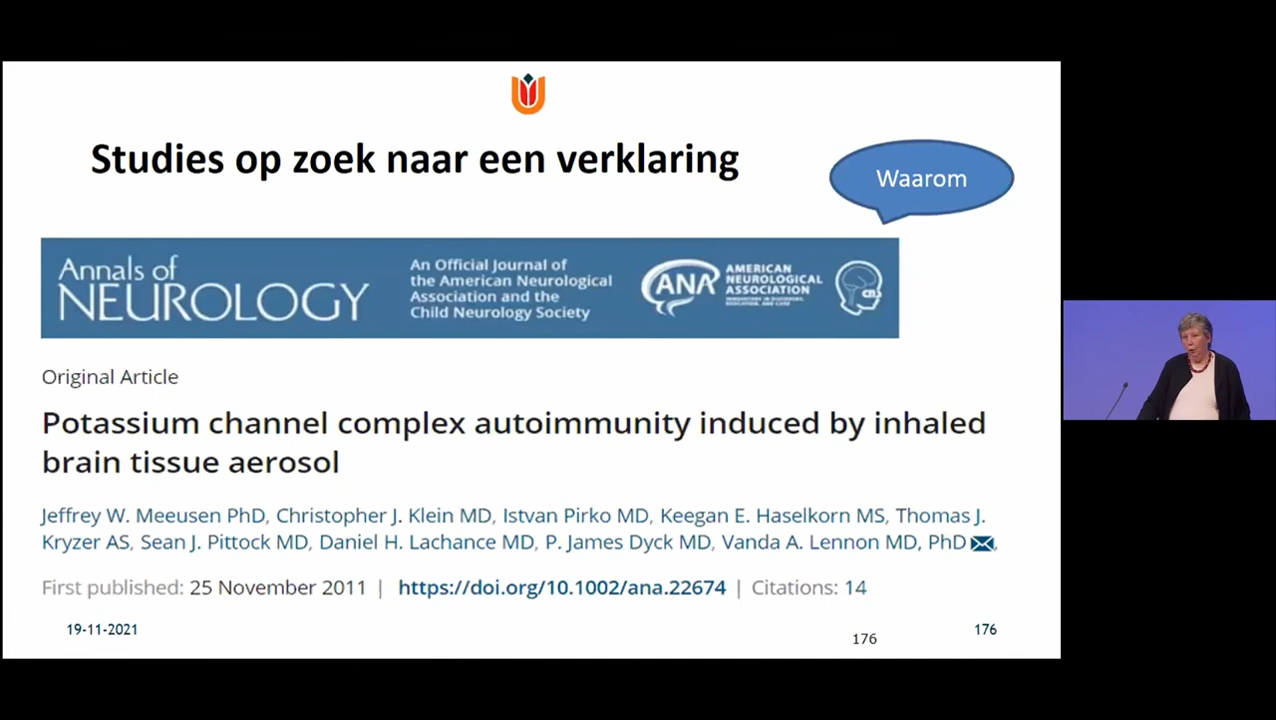 Studies op zoek naar een verklaring
Waarom
Annals of
NEUROLOGY
An Official Journal of
the American Neurological
Association and the
Child Neurology Society
ANA
AMERICAN
NEUROLOGICAL
ASSOCIATION
Original Article
Potassium channel complex autoimmunity induced by inhaled
brain tissue aerosol
Jeffrey W. Meeusen PhD, Christopher J. Klein MD, Istvan Pirko MD, Keegan E. Haselkorn MS, Thomas J.
Kryzer AS, Sean J. Pittock MD, Daniel H. Lachance MD, P. James Dyck MD, Vanda A. Lennon MD, PhD
First published: 25 November 2011 | https://doi.org/10.1002/ana.22674 | Citations: 14
19-11-2021
176
176